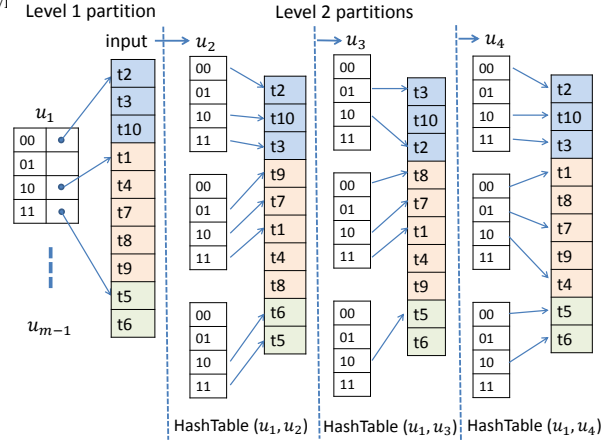 y]
Level 1 partition
Level 2 partitions
input
u₂
u₃
u₄
u₁
00
01
10
11
u_{m−1}
t2
t3
t10
t1
t4
t7
t8
t9
t5
t6
00
01
10
11
00
01
10
11
00
01
10
11
t2
t10
t3
t9
t7
t1
t4
t8
t6
t5
HashTable (u₁, u₂)
00
01
10
11
00
01
10
11
00
01
10
11
t3
t10
t2
t8
t7
t1
t4
t9
t5
t6
HashTable (u₁, u₃)
00
01
10
11
00
01
10
11
00
01
10
11
t2
t10
t3
t1
t8
t7
t9
t4
t5
t6
HashTable (u₁, u₄)